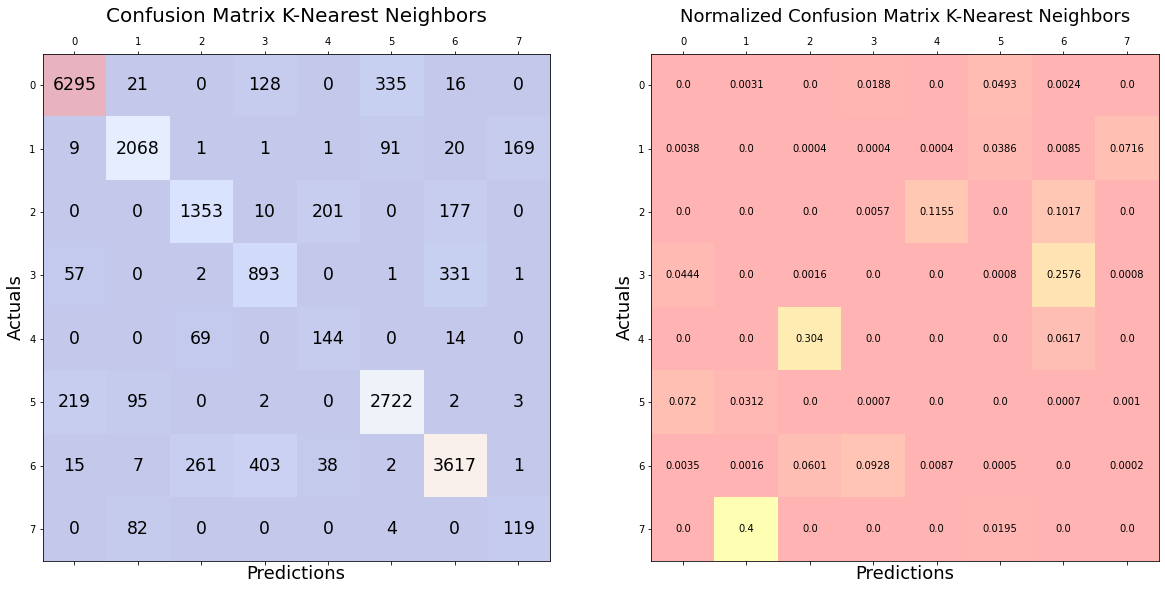 Confusion Matrix K-Nearest Neighbors
0 1 2 3 4 5 6 7
0 6295 21 0 128 0 335 16 0
1 9 2068 1 1 1 91 20 169
2 0 0 1353 10 201 0 177 0
3 57 0 2 893 0 1 331 1
4 0 0 69 0 144 0 14 0
5 219 95 0 2 0 2722 2 3
6 15 7 261 403 38 2 3617 1
7 0 82 0 0 0 4 0 119
Actuals
Predictions
Normalized Confusion Matrix K-Nearest Neighbors
0 1 2 3 4 5 6 7
0 0.0 0.0031 0.0 0.0188 0.0 0.0493 0.0024 0.0
1 0.0038 0.0 0.0004 0.0004 0.0004 0.0386 0.0085 0.0716
2 0.0 0.0 0.0 0.0057 0.1155 0.0 0.1017 0.0
3 0.0444 0.0 0.0016 0.0 0.0 0.0008 0.2576 0.0008
4 0.0 0.0 0.304 0.0 0.0 0.0 0.0617 0.0
5 0.072 0.0312 0.0 0.0007 0.0 0.0 0.0007 0.001
6 0.0035 0.0016 0.0601 0.0928 0.0087 0.0005 0.0 0.0002
7 0.0 0.4 0.0 0.0 0.0 0.0195 0.0 0.0
Actuals
Predictions